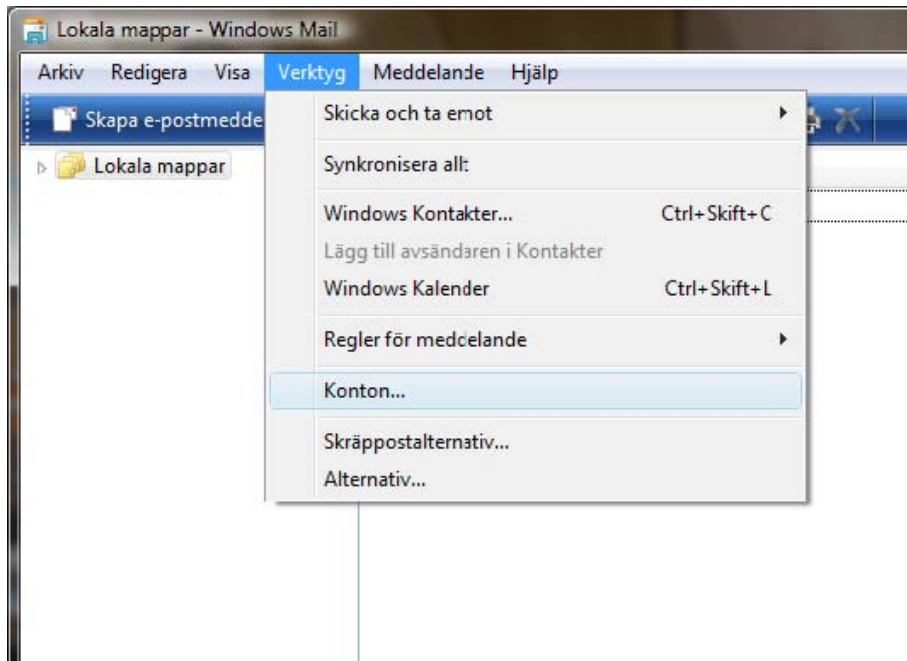 Lokala mappar - Windows Mail
Arkiv Redigera Visa Verktyg Meddelande Hjälp
Skapa e-postmedde
Lokala mappar
Skicka och ta emot
Synkronisera allt
Windows Kontakter... Ctrl+Skift+C
Lägg till avsändaren i Kontakter
Windows Kalender Ctrl+Skift+L
Regler för meddelande
Konton...
Skräppostalternativ...
Alternativ...